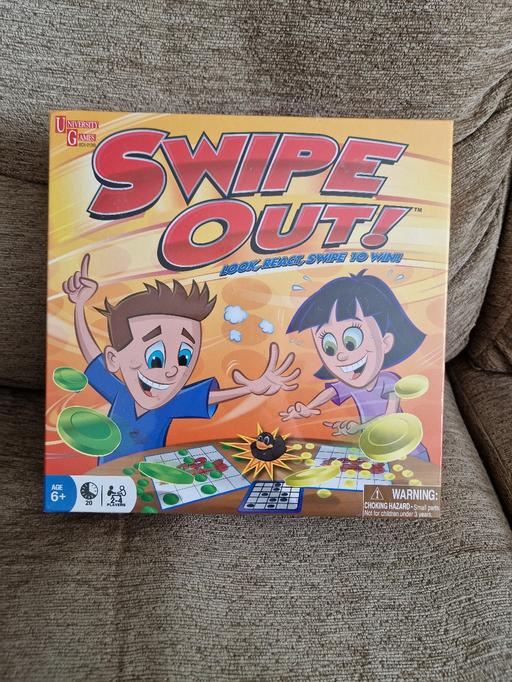 UNIVERSITY
GAMES
SWIPE
OUT!™
LOOK, REACT, SWIPE TO WIN!!
AGE
6+
20
2-4
PLAYERS
WARNING:
CHOKING HAZARD - Small parts
Not for children under 3 years.